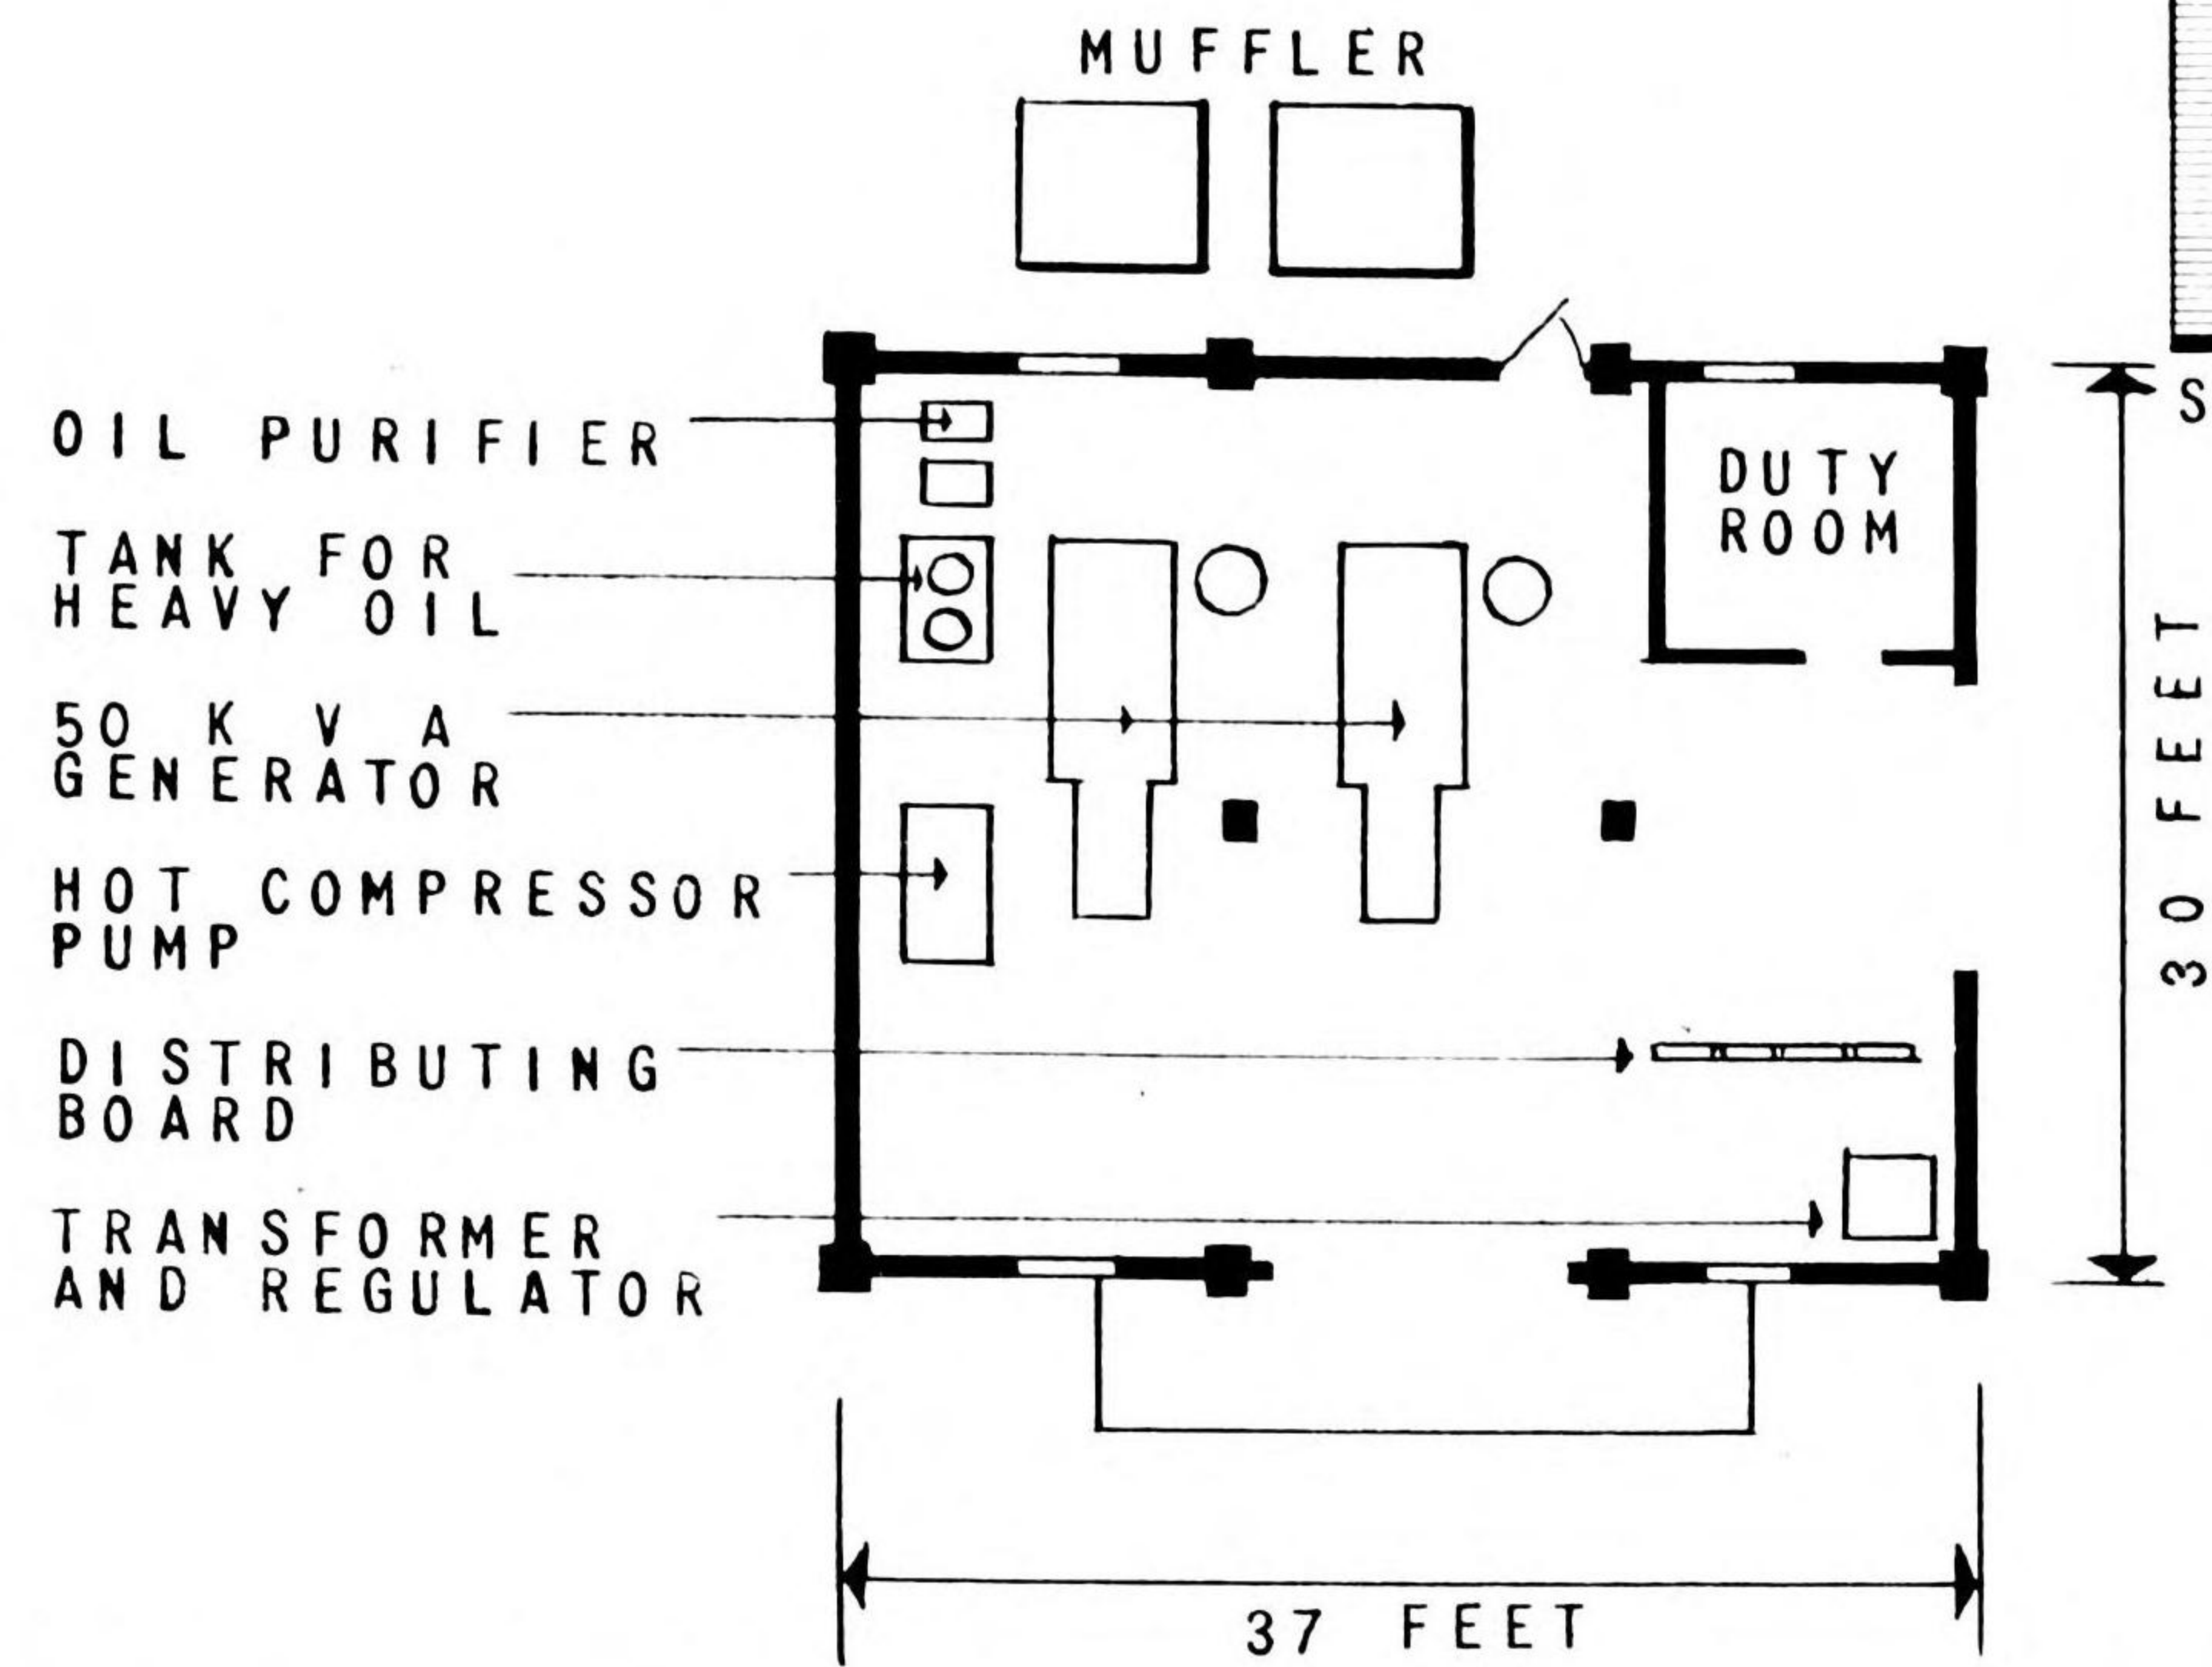 MUFFLER
OIL PURIFIER
DUTY
ROOM
TANK FOR
HEAVY OIL
50 KVA
GENERATOR
HOT COMPRESSOR
PUMP
DISTRIBUTING
BOARD
TRANSFORMER
AND REGULATOR
30 FEET
37 FEET
S